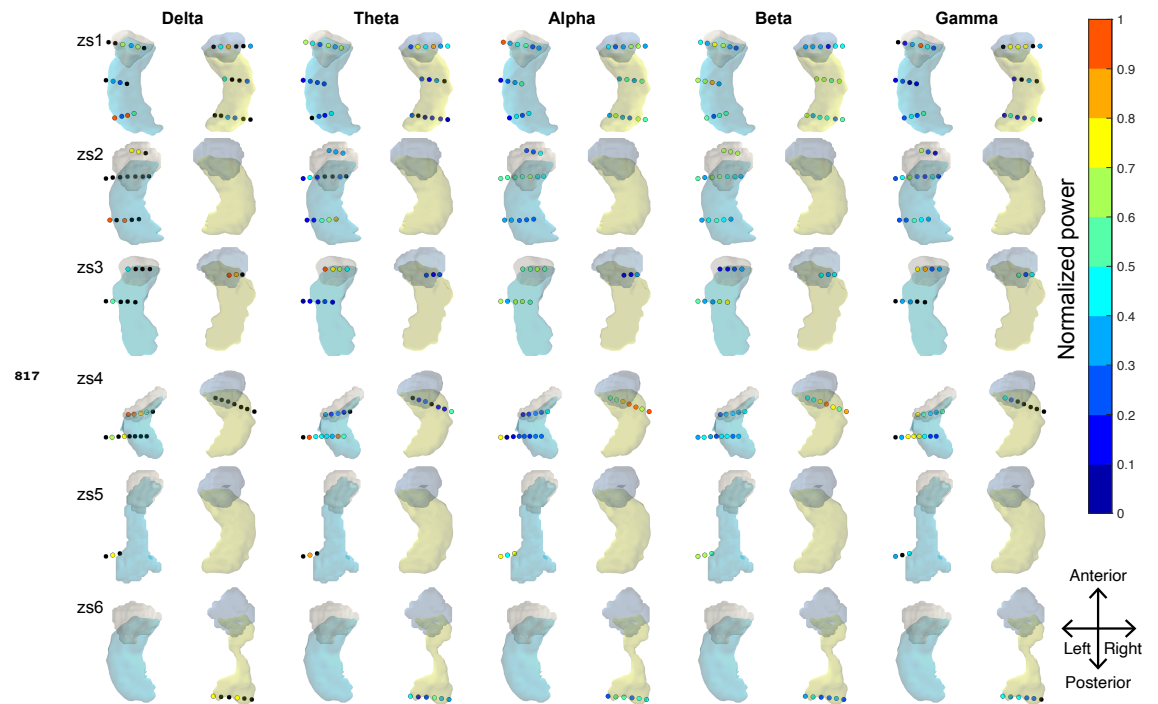 Delta Theta Alpha Beta Gamma
zs1
zs2
zs3
817
zs4
zs5
zs6
1
0.9
0.8
0.7
0.6
0.5
0.4
0.3
0.2
0.1
0
Normalized power
Anterior
Left Right
Posterior